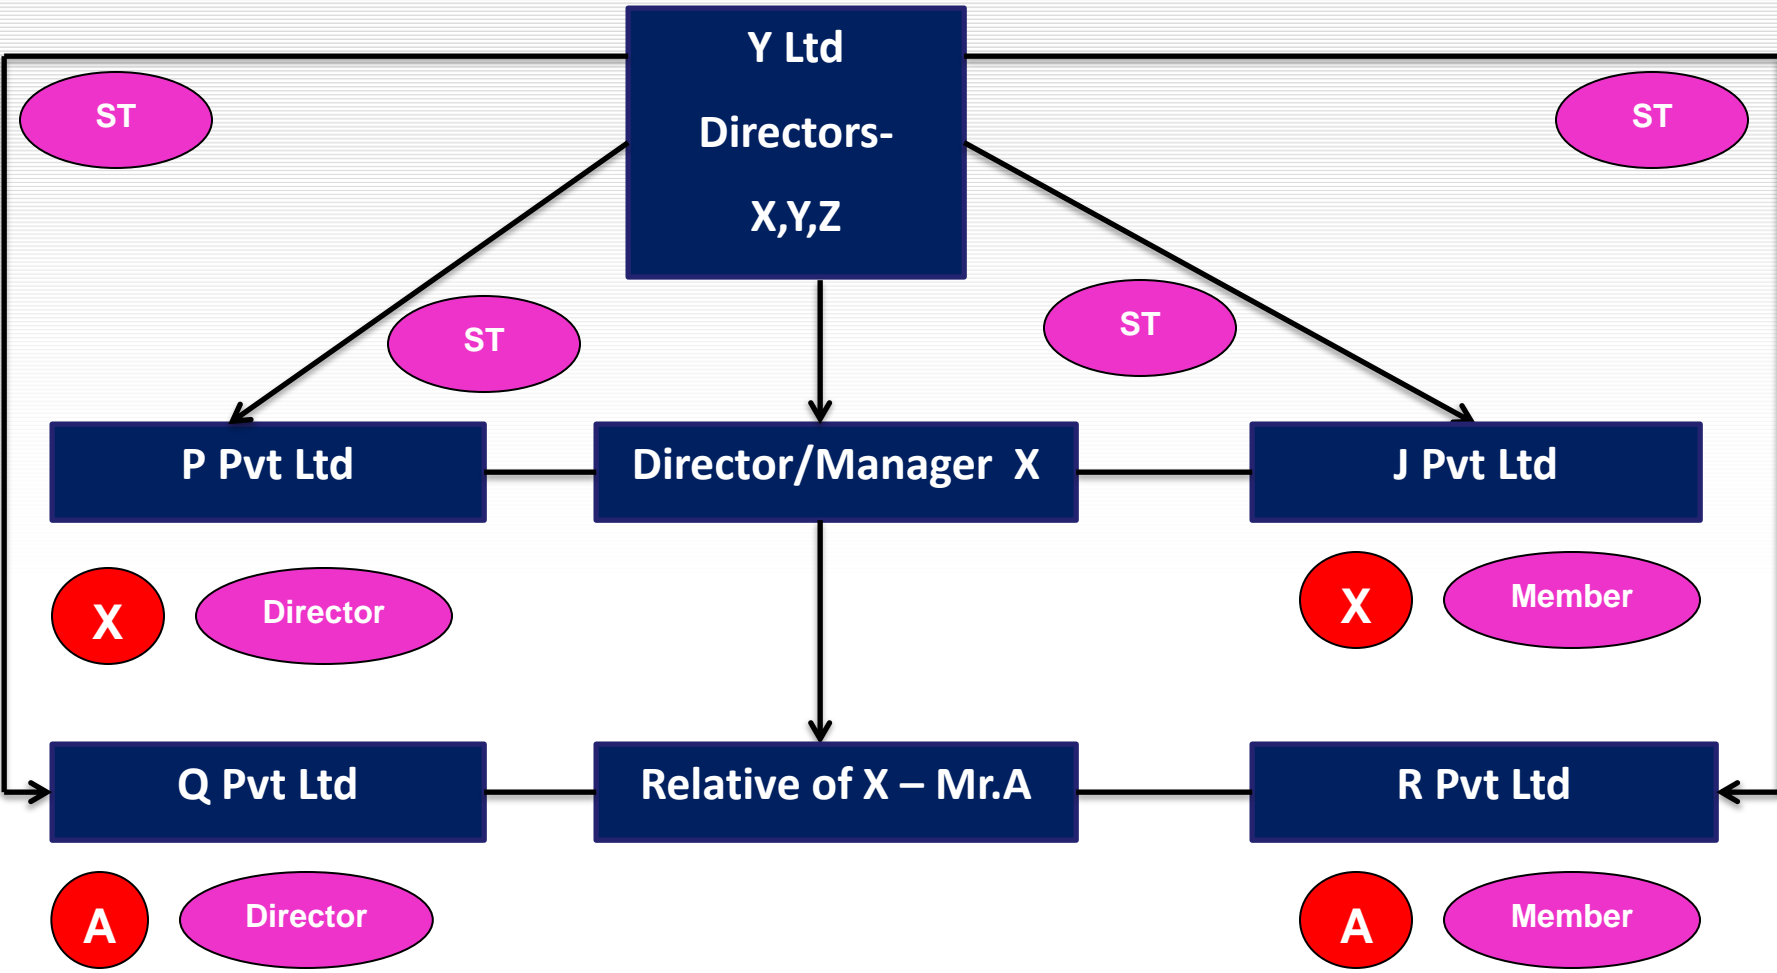 Y Ltd
Directors-
X,Y,Z
ST
ST
ST
ST
P Pvt Ltd
Director/Manager X
J Pvt Ltd
X
Director
X
Member
Q Pvt Ltd
Relative of X – Mr.A
R Pvt Ltd
A
Director
A
Member